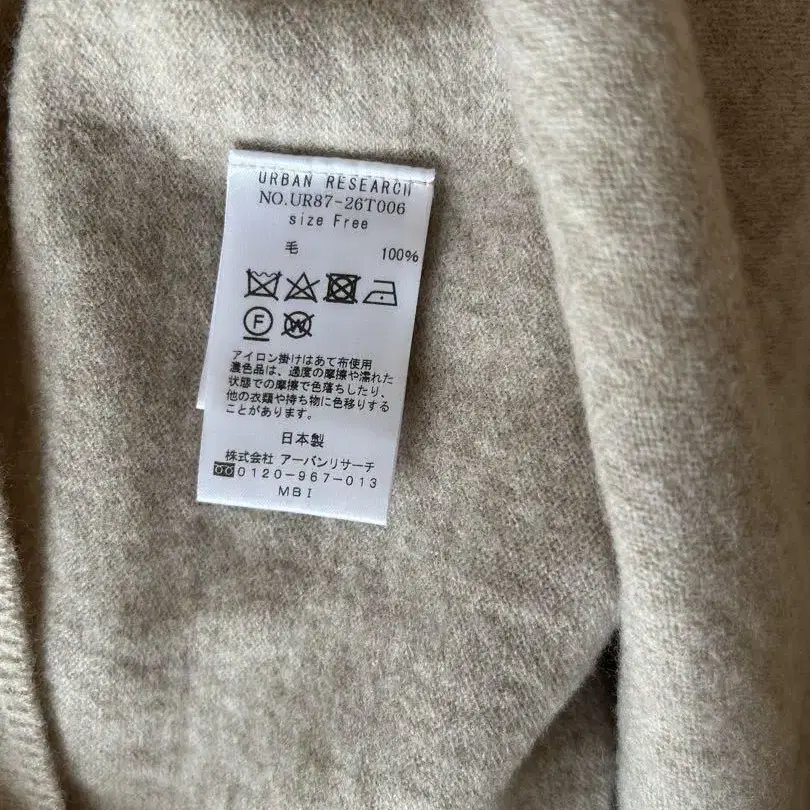 URBAN RESEARCH
NO.UR87-26T006
size Free
毛 100%
F W
アイロン掛けはあて布使用
濃色品は、過度の摩擦や濡れた
状態での摩擦で色落ちしたり、
他の衣類や持ち物に色移りする
ことがあります。
日本製
株式会社 アーバンリサーチ
0120-967-013
MBI